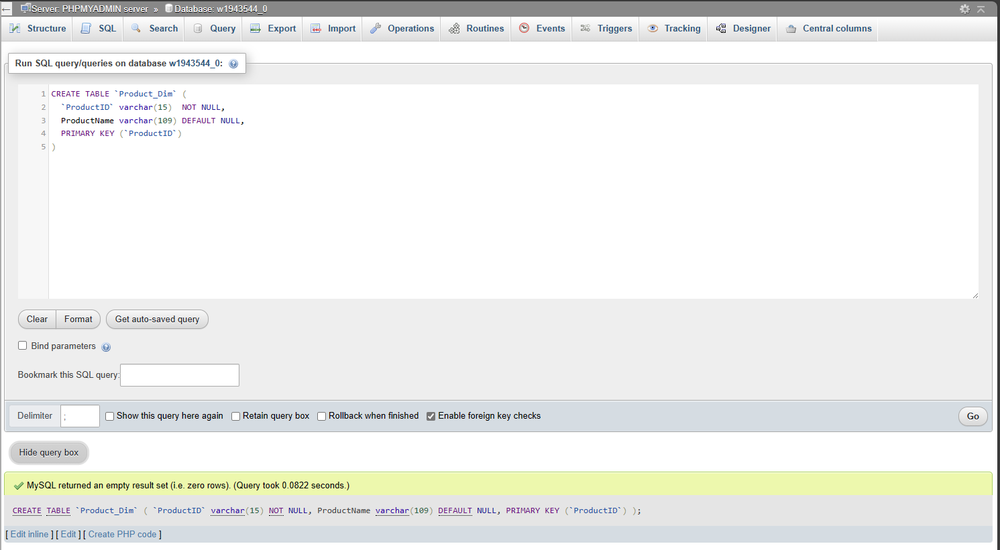 Server: PHPMYADMIN server » Database: w1943544_0
Structure SQL Search Query Export Import Operations Routines Events Triggers Tracking Designer Central columns
Run SQL query/queries on database w1943544_0:
1 CREATE TABLE `Product_Dim` (
2 `ProductID` varchar(15)  NOT NULL,
3 ProductName varchar(109) DEFAULT NULL,
4 PRIMARY KEY (`ProductID`)
5 )
Clear Format Get auto-saved query
Bind parameters
Bookmark this SQL query:
Delimiter ; Show this query here again Retain query box Rollback when finished Enable foreign key checks Go
Hide query box
MySQL returned an empty result set (i.e. zero rows). (Query took 0.0822 seconds.)
CREATE TABLE `Product_Dim` ( `ProductID` varchar(15) NOT NULL, ProductName varchar(109) DEFAULT NULL, PRIMARY KEY (`ProductID`) );
[ Edit inline ] [ Edit ] [ Create PHP code ]